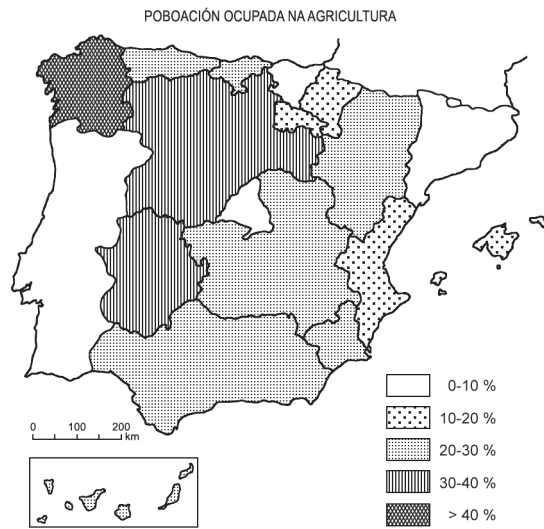 POBOACIÓN OCUPADA NA AGRICULTURA
0-10 %
10-20 %
20-30 %
30-40 %
> 40 %
0 100 200
km